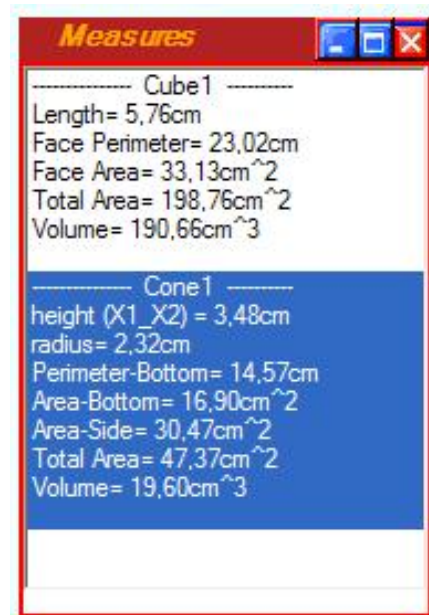 Measures
--------------- Cube1 ----------
Length= 5,76cm
Face Perimeter= 23,02cm
Face Area= 33,13cm^2
Total Area= 198,76cm^2
Volume= 190,66cm^3
--------------- Cone1 ----------
height (X1_X2) = 3,48cm
radius= 2,32cm
Perimeter-Bottom= 14,57cm
Area-Bottom= 16,90cm^2
Area-Side= 30,47cm^2
Total Area= 47,37cm^2
Volume= 19,60cm^3